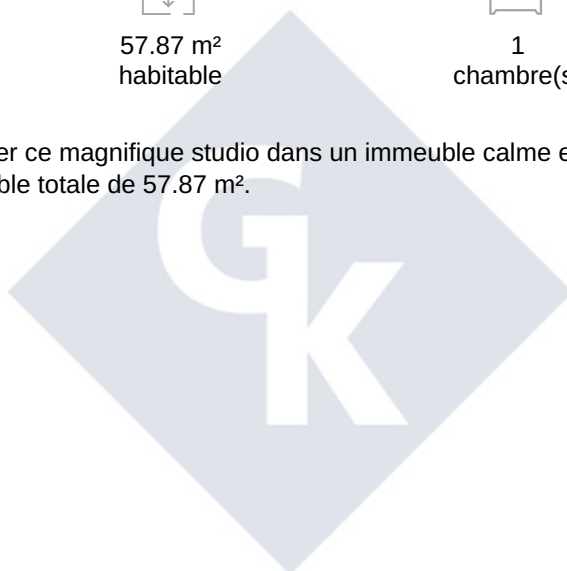 57.87 m²
habitable
1
chambre(s
er ce magnifique studio dans un immeuble calme e
ble totale de 57.87 m².
GK